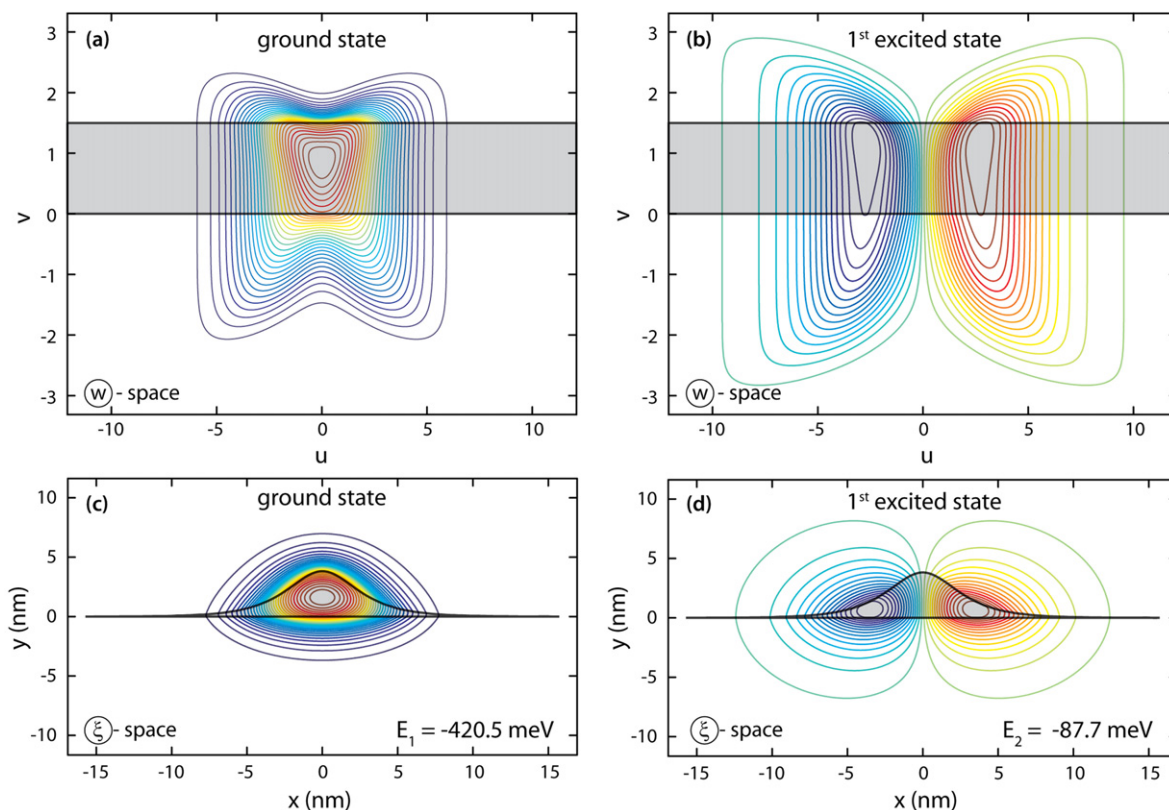 (a) ground state
3
2
1
0
-1
-2
-3
v
w - space
-10 -5 0 5 10
u
(b) 1st excited state
3
2
1
0
-1
-2
-3
v
w - space
-10 -5 0 5 10
u
(c) ground state
10
5
0
-5
-10
y (nm)
ξ - space E1 = -420.5 meV
-15 -10 -5 0 5 10 15
x (nm)
(d) 1st excited state
10
5
0
-5
-10
y (nm)
ξ - space E2 = -87.7 meV
-15 -10 -5 0 5 10 15
x (nm)